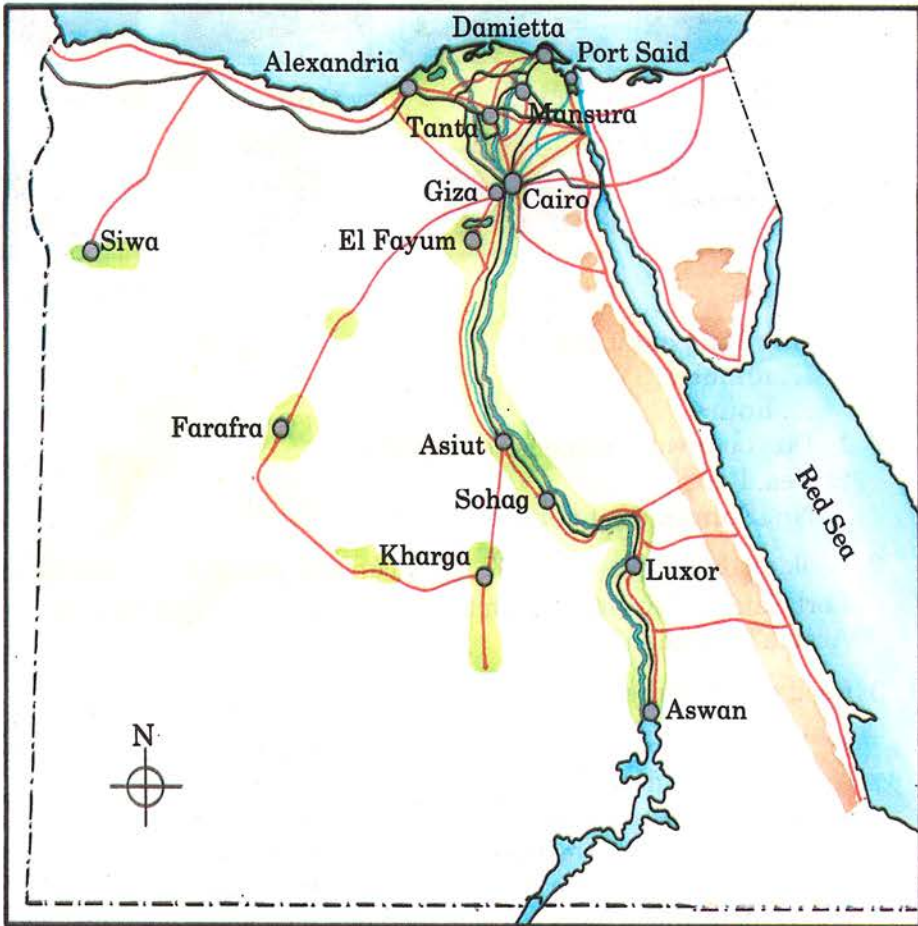 Damietta
Port Said
Alexandria
Mansura
Tanta
Giza
Cairo
El Fayum
Siwa
Farafra
Asiut
Sohag
Red Sea
Kharga
Luxor
Aswan
N